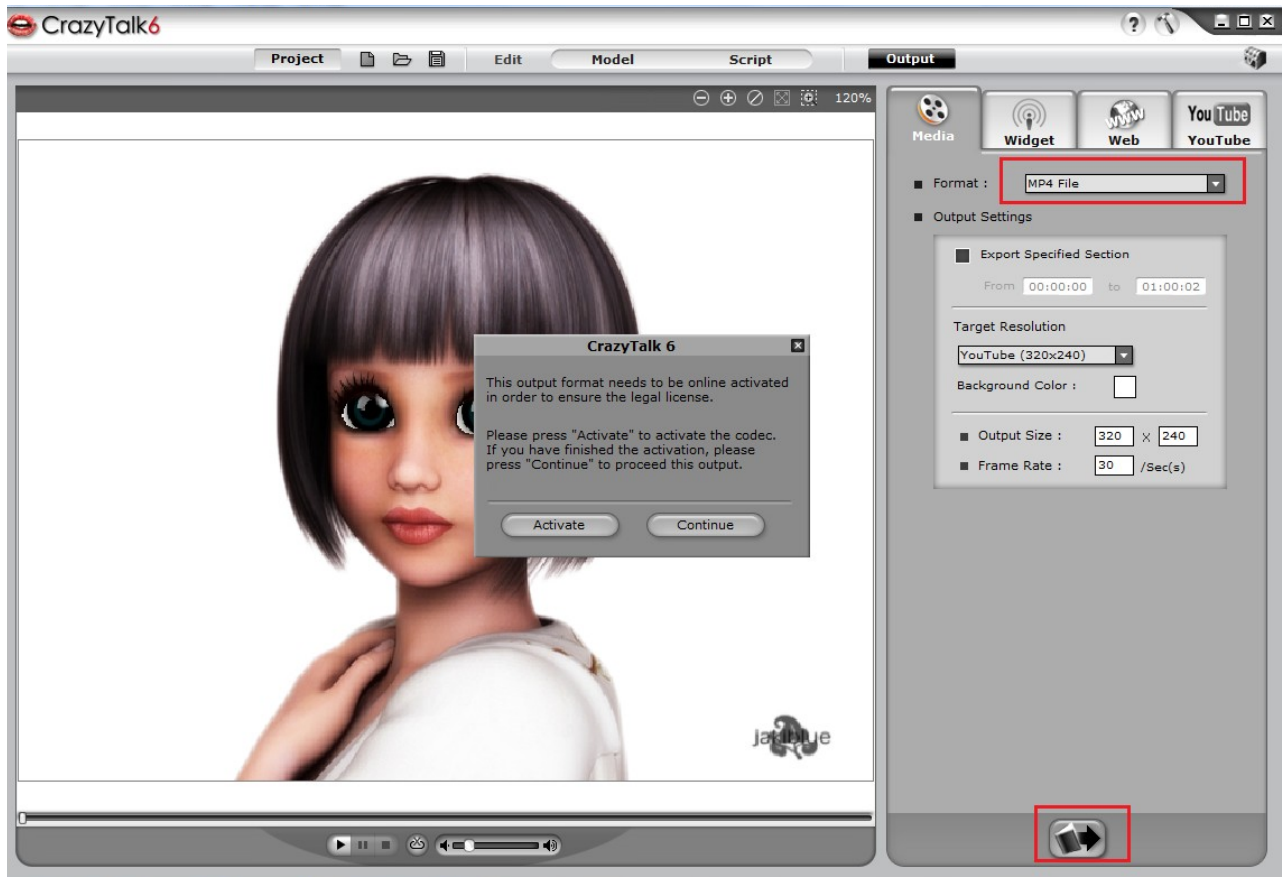 CrazyTalk6
Project
Edit
Model
Script
Output
120%
Media
Widget
Web
You Tube
YouTube
Format :
MP4 File
Output Settings
Export Specified Section
From 00:00:00 to 01:00:02
Target Resolution
YouTube (320x240)
Background Color :
Output Size : 320 X 240
Frame Rate : 30 /Sec(s)
CrazyTalk 6
This output format needs to be online activated
in order to ensure the legal license.
Please press "Activate" to activate the codec.
If you have finished the activation, please
press "Continue" to proceed this output.
Activate
Continue